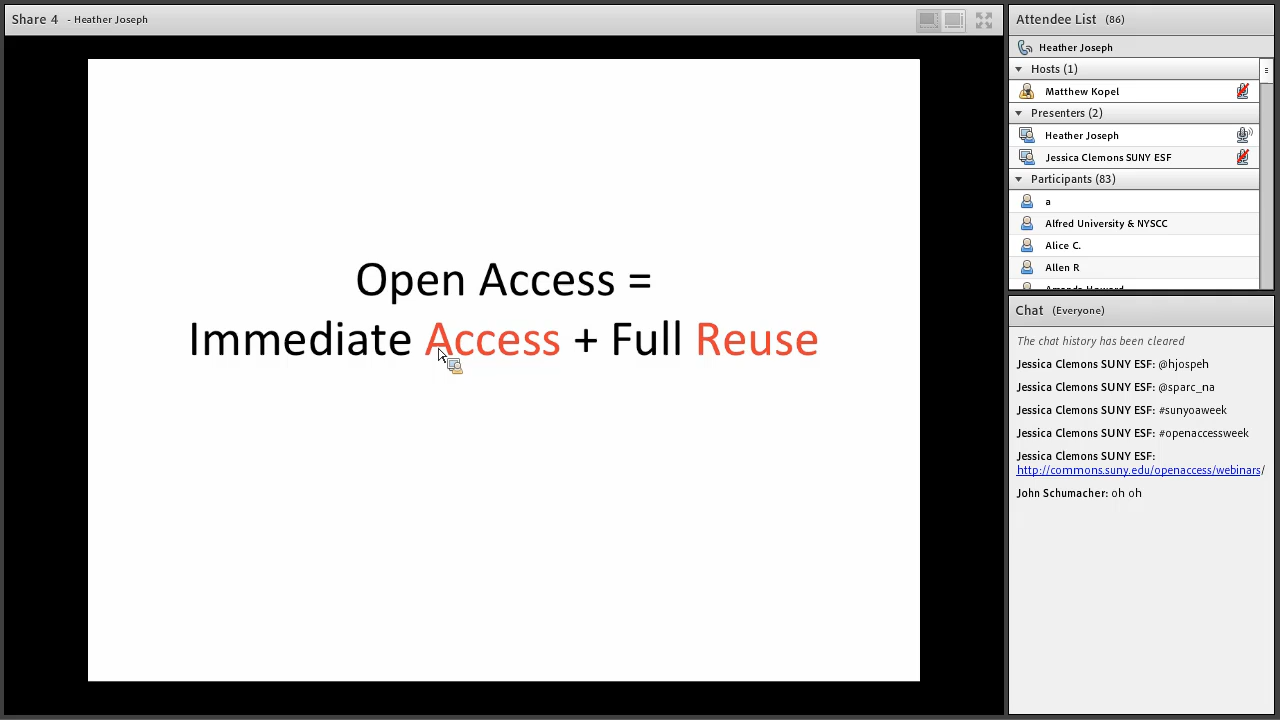 Share 4 - Heather Joseph
Open Access =
Immediate Access + Full Reuse
Attendee List (86)
Heather Joseph
Hosts (1)
Matthew Kopel
Presenters (2)
Heather Joseph
Jessica Clemons SUNY ESF
Participants (83)
a
Alfred University & NYSCC
Alice C.
Allen R
Amanda Howard
Chat (Everyone)
The chat history has been cleared
Jessica Clemons SUNY ESF: @hjospeh
Jessica Clemons SUNY ESF: @sparc_na
Jessica Clemons SUNY ESF: #sunyoaweek
Jessica Clemons SUNY ESF: #openaccessweek
Jessica Clemons SUNY ESF:
http://commons.suny.edu/openaccess/webinars/
John Schumacher: oh oh